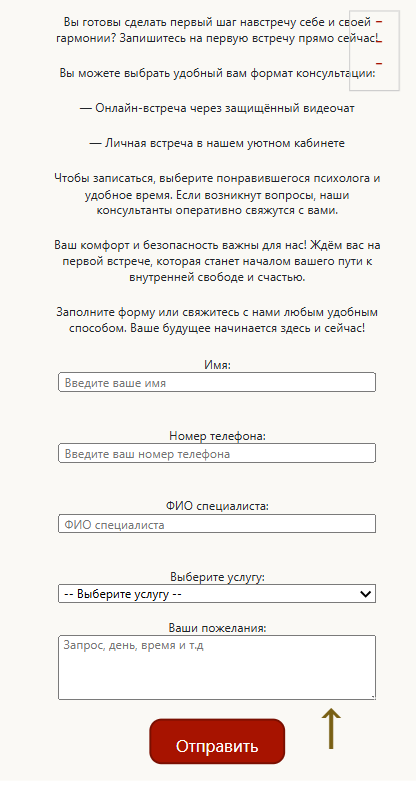 Вы готовы сделать первый шаг навстречу себе и своей
гармонии? Запишитесь на первую встречу прямо сейчас!
Вы можете выбрать удобный вам формат консультации:
— Онлайн-встреча через защищённый видеочат
— Личная встреча в нашем уютном кабинете
Чтобы записаться, выберите понравившегося психолога и
удобное время. Если возникнут вопросы, наши
консультанты оперативно свяжутся с вами.
Ваш комфорт и безопасность важны для нас! Ждём вас на
первой встрече, которая станет началом вашего пути к
внутренней свободе и счастью.
Заполните форму или свяжитесь с нами любым удобным
способом. Ваше будущее начинается здесь и сейчас!
Имя:
Введите ваше имя
Номер телефона:
Введите ваш номер телефона
ФИО специалиста:
ФИО специалиста
Выберите услугу:
-- Выберите услугу --
Ваши пожелания:
Запрос, день, время и т.д
Отправить